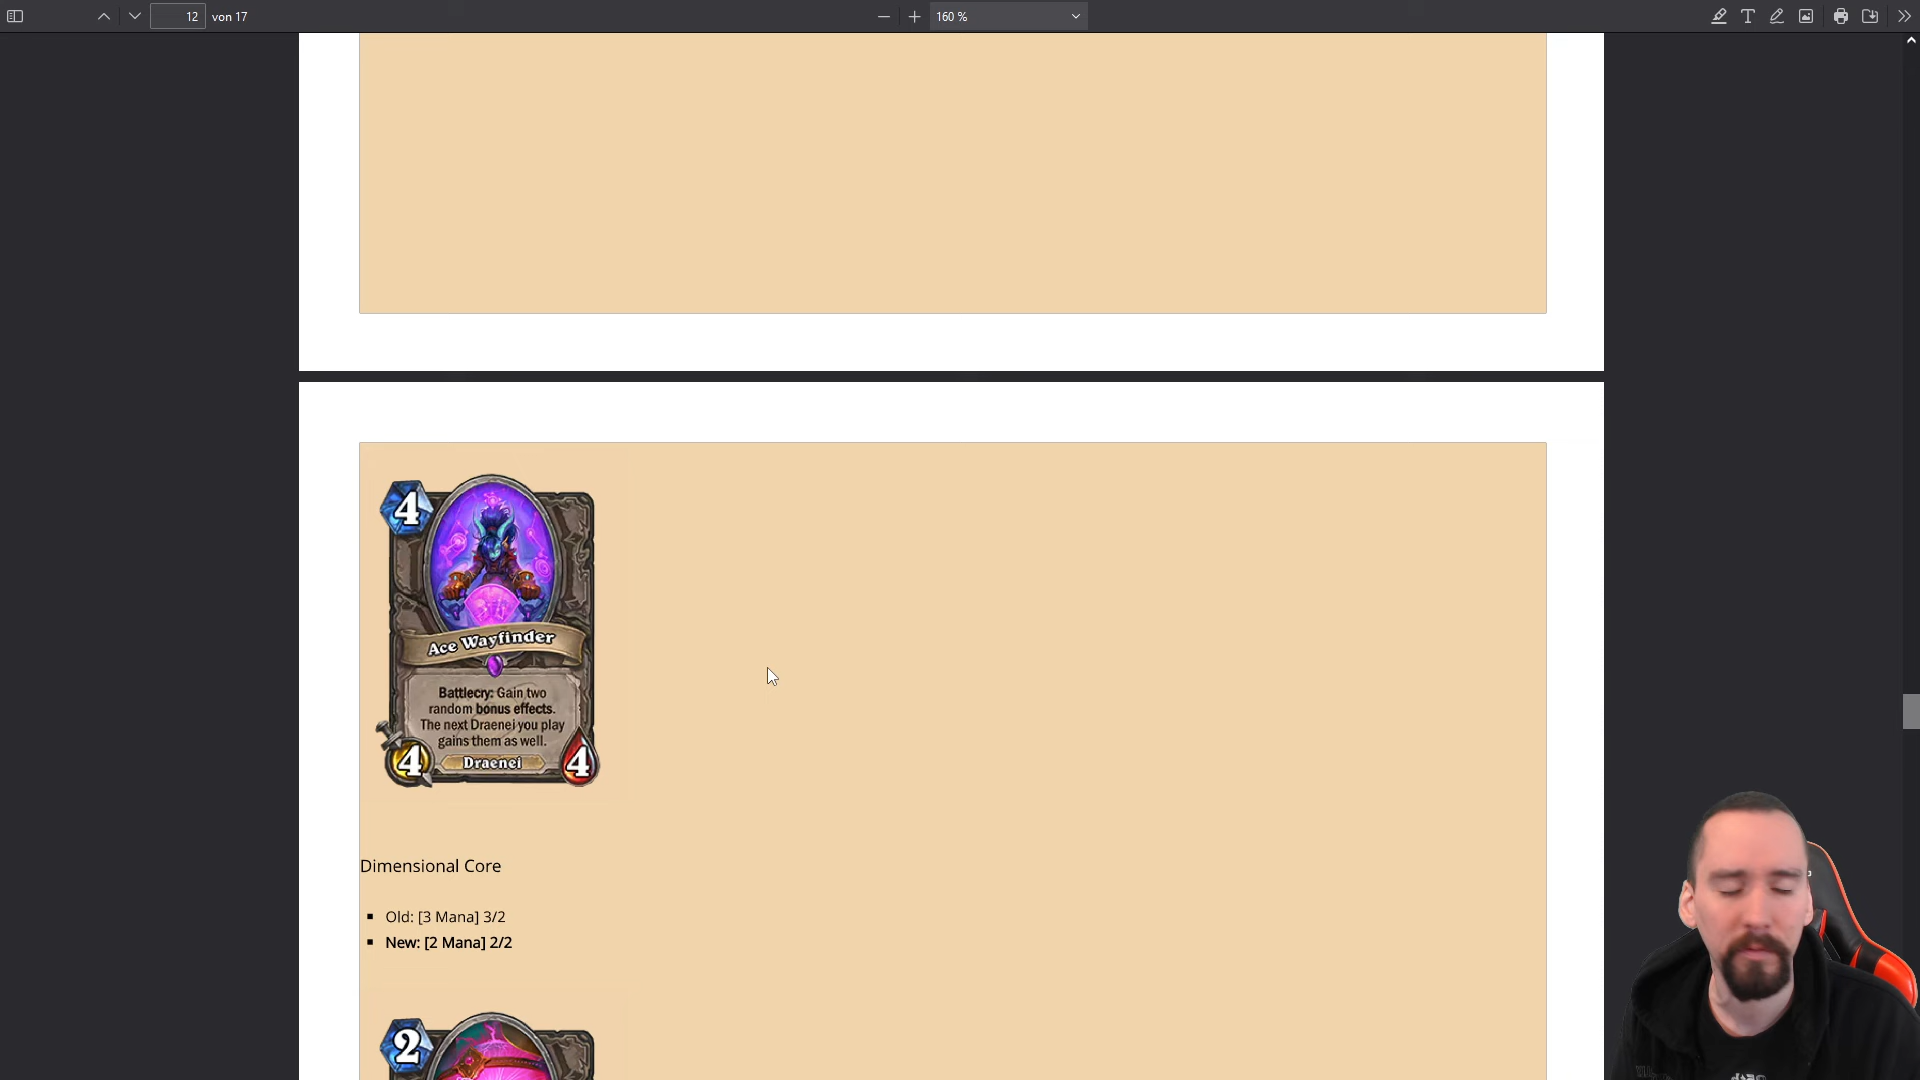 12 von 17
160 %
4
Ace Wayfinder
Battlecry: Gain two
random bonus effects.
The next Draenei you play
gains them as well.
4 Draenei 4
Dimensional Core
▪ Old: [3 Mana] 3/2
▪ New: [2 Mana] 2/2
2